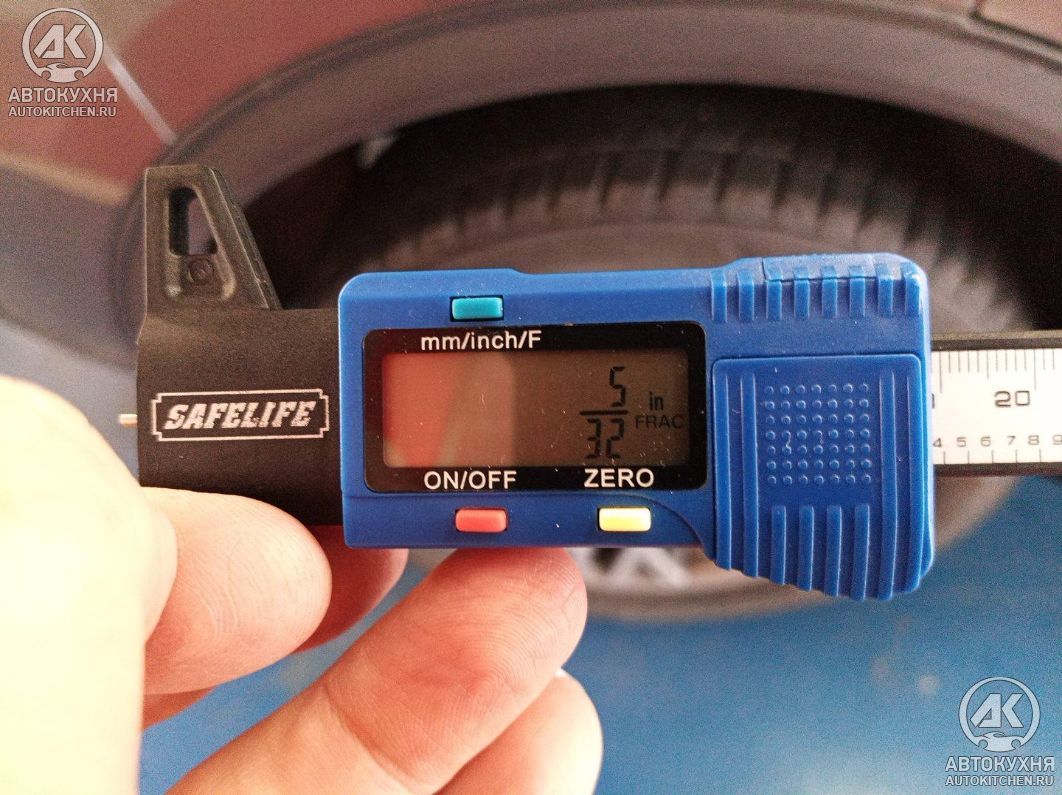 АВТОКУХНЯ
AUTOKITCHEN.RU
mm/inch/F
SAFELIFE
5
32
in
FRAC
ON/OFF ZERO
20
4 5 6 7 8 9
АВТОКУХНЯ
AUTOKITCHEN.RU